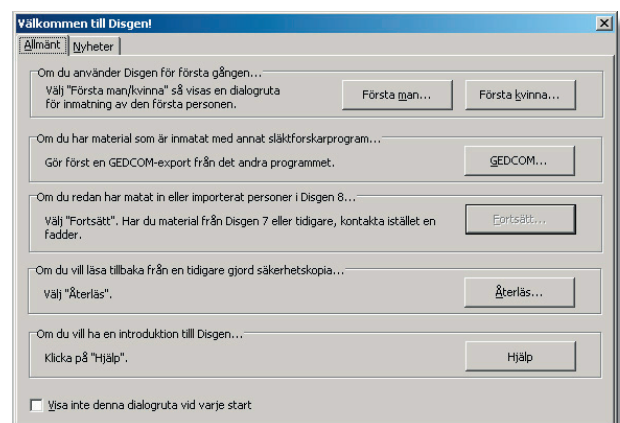 Välkommen till Disgen!
Allmänt Nyheter
Om du använder Disgen för första gången...
Välj "Första man/kvinna" så visas en dialogruta
för inmatning av den första personen.
Första man... Första kvinna...
Om du har material som är inmatat med annat släktforskarprogram...
Gör först en GEDCOM-export från det andra programmet.
GEDCOM...
Om du redan har matat in eller importerat personer i Disgen 8...
Välj "Fortsätt". Har du material från Disgen 7 eller tidigare, kontakta istället en
fadder.
Fortsätt...
Om du vill läsa tillbaka från en tidigare gjord säkerhetskopia...
Välj "Återläs".
Återläs...
Om du vill ha en introduktion tilll Disgen...
Klicka på "Hjälp".
Hjälp
Visa inte denna dialogruta vid varje start